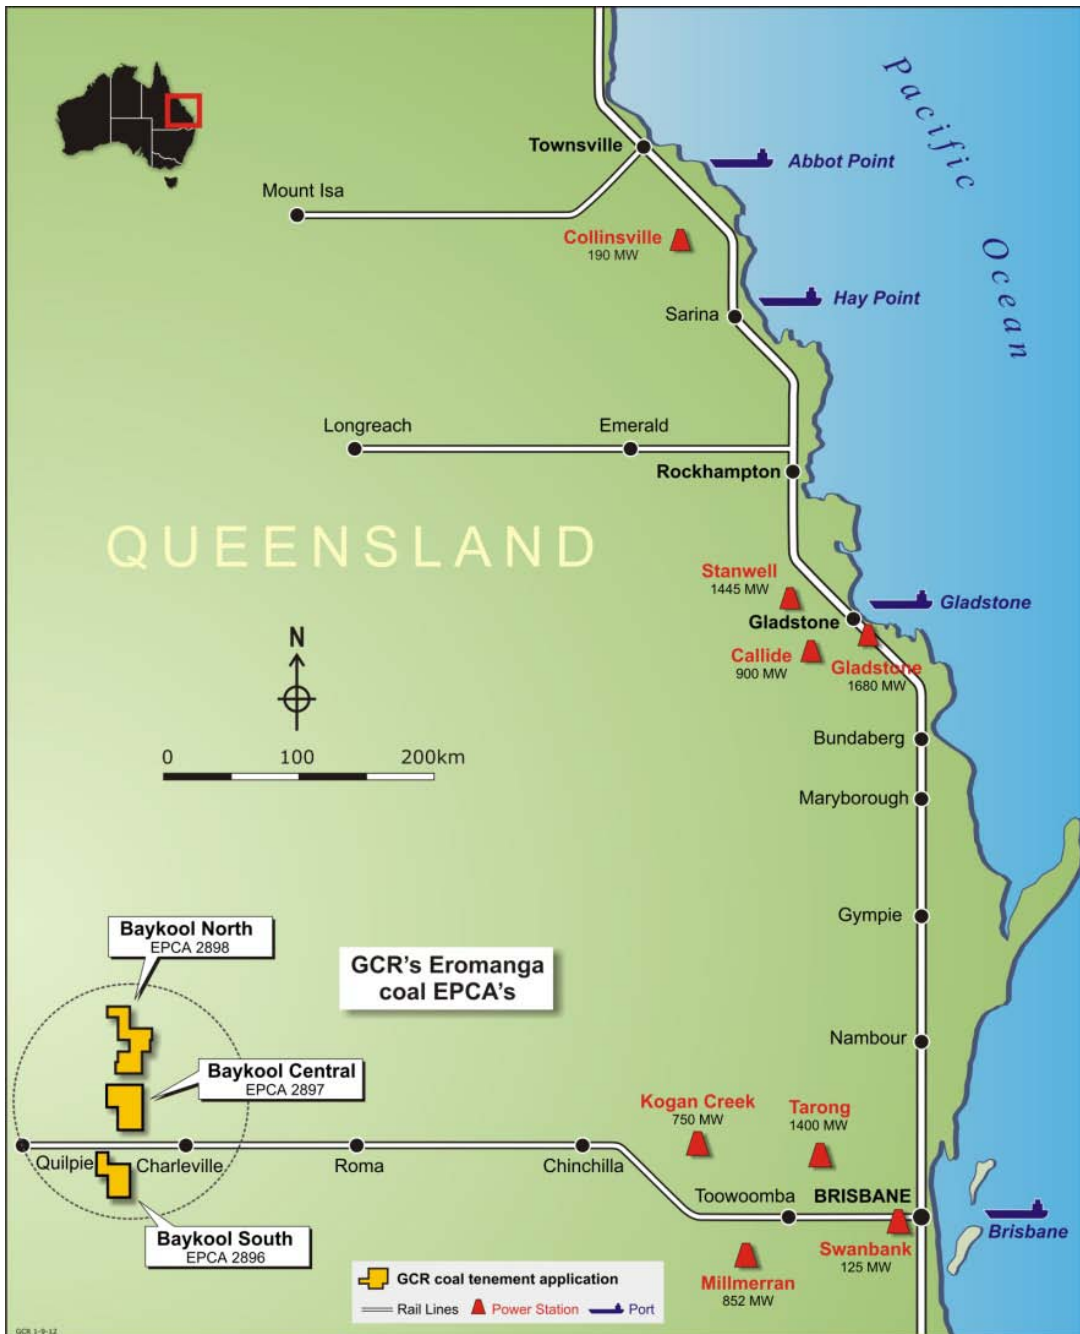 Pacific Ocean
Townsville
Abbot Point
Mount Isa
Collinsville
190 MW
Hay Point
Sarina
Longreach
Emerald
Rockhampton
QUEENSLAND
Stanwell
1445 MW
Gladstone
Gladstone
Callide
900 MW
Gladstone
1680 MW
N
0 100 200km
Bundaberg
Maryborough
Baykool North
EPCA 2898
Gympie
GCR's Eromanga
coal EPCA's
Nambour
Baykool Central
EPCA 2897
Kogan Creek
750 MW
Tarong
1400 MW
Quilpie
Charleville
Roma
Chinchilla
Toowoomba
BRISBANE
Brisbane
Baykool South
EPCA 2896
Swanbank
125 MW
Millmerran
852 MW
GCR coal tenement application
Rail Lines Power Station Port
GCR 1-9-12